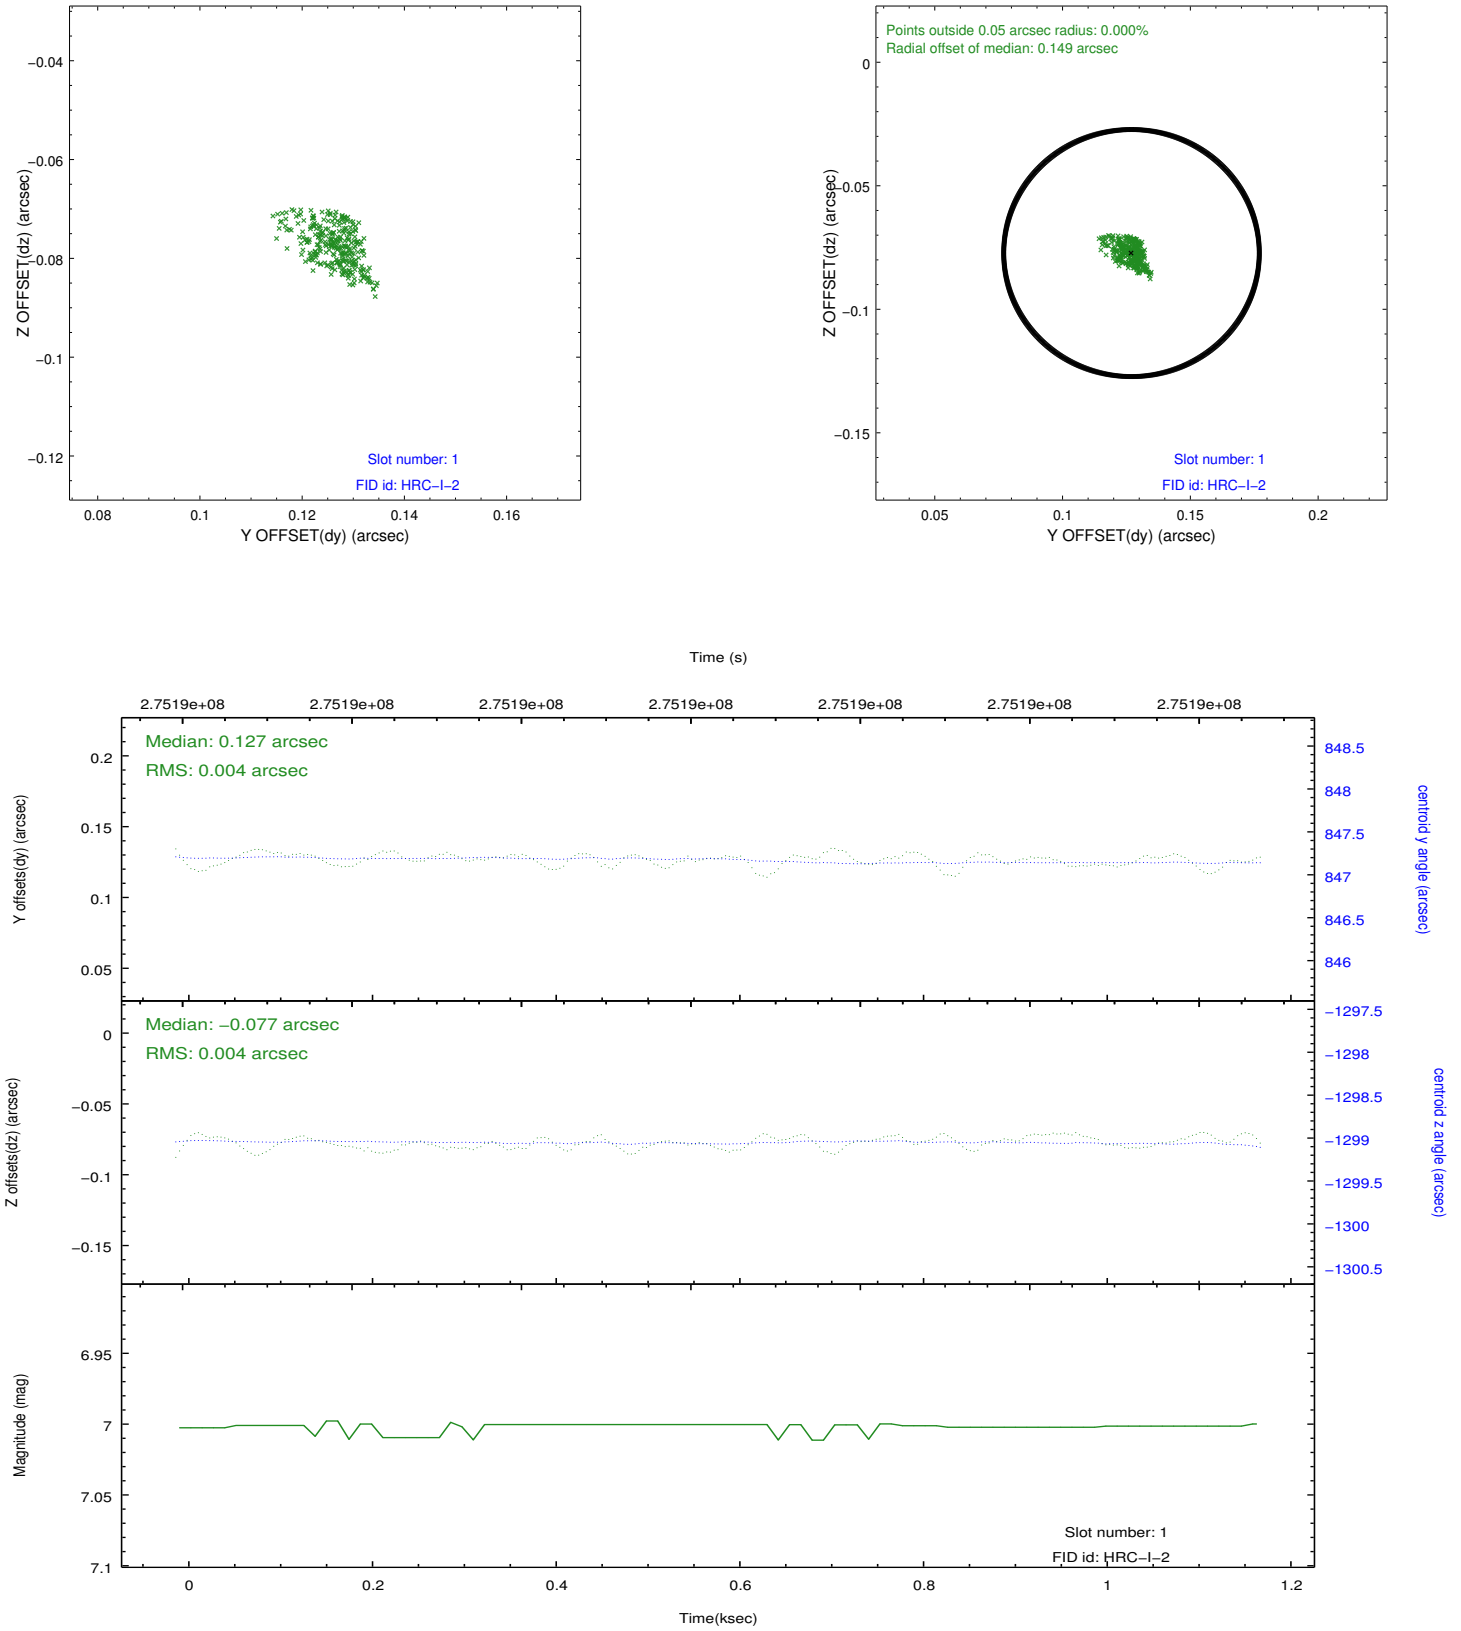 −0.04
−0.06
−0.08
−0.1
−0.12
Z OFFSET(dz) (arcsec)
Slot number: 1
FID id: HRC−I−2
0.08
0.1
0.12
0.14
0.16
Y OFFSET(dy) (arcsec)
Points outside 0.05 arcsec radius: 0.000%
Radial offset of median: 0.149 arcsec
0
−0.05
−0.1
−0.15
Z OFFSET(dz) (arcsec)
Slot number: 1
FID id: HRC−I−2
0.05
0.1
0.15
0.2
Y OFFSET(dy) (arcsec)
Time (s)
2.7519e+08
2.7519e+08
2.7519e+08
2.7519e+08
2.7519e+08
2.7519e+08
2.7519e+08
Median: 0.127 arcsec
RMS: 0.004 arcsec
0.2
0.15
0.1
0.05
Y offsets(dy) (arcsec)
848.5
848
847.5
847
846.5
846
centroid y angle (arcsec)
Median: −0.077 arcsec
RMS: 0.004 arcsec
0
−0.05
−0.1
−0.15
Z offsets(dz) (arcsec)
−1297.5
−1298
−1298.5
−1299
−1299.5
−1300
−1300.5
centroid z angle (arcsec)
6.95
7
7.05
7.1
Magnitude (mag)
Slot number: 1
FID id: HRC−I−2
0
0.2
0.4
0.6
0.8
1
1.2
Time(ksec)